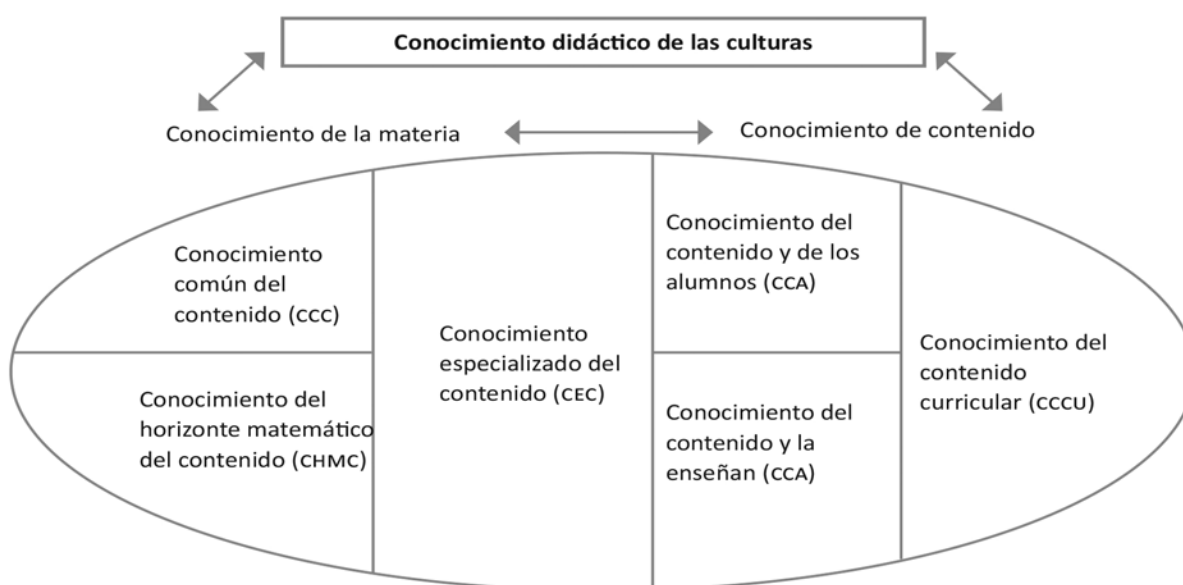 Conocimiento didáctico de las culturas
Conocimiento de la materia
Conocimiento de contenido
Conocimiento
común del
contenido (CCC)
Conocimiento del
horizonte matemático
del contenido (CHMC)
Conocimiento
especializado del
contenido (CEC)
Conocimiento del
contenido y de los
alumnos (CCA)
Conocimiento del
contenido y la
enseñan (CCA)
Conocimiento del
contenido
curricular (CCCU)